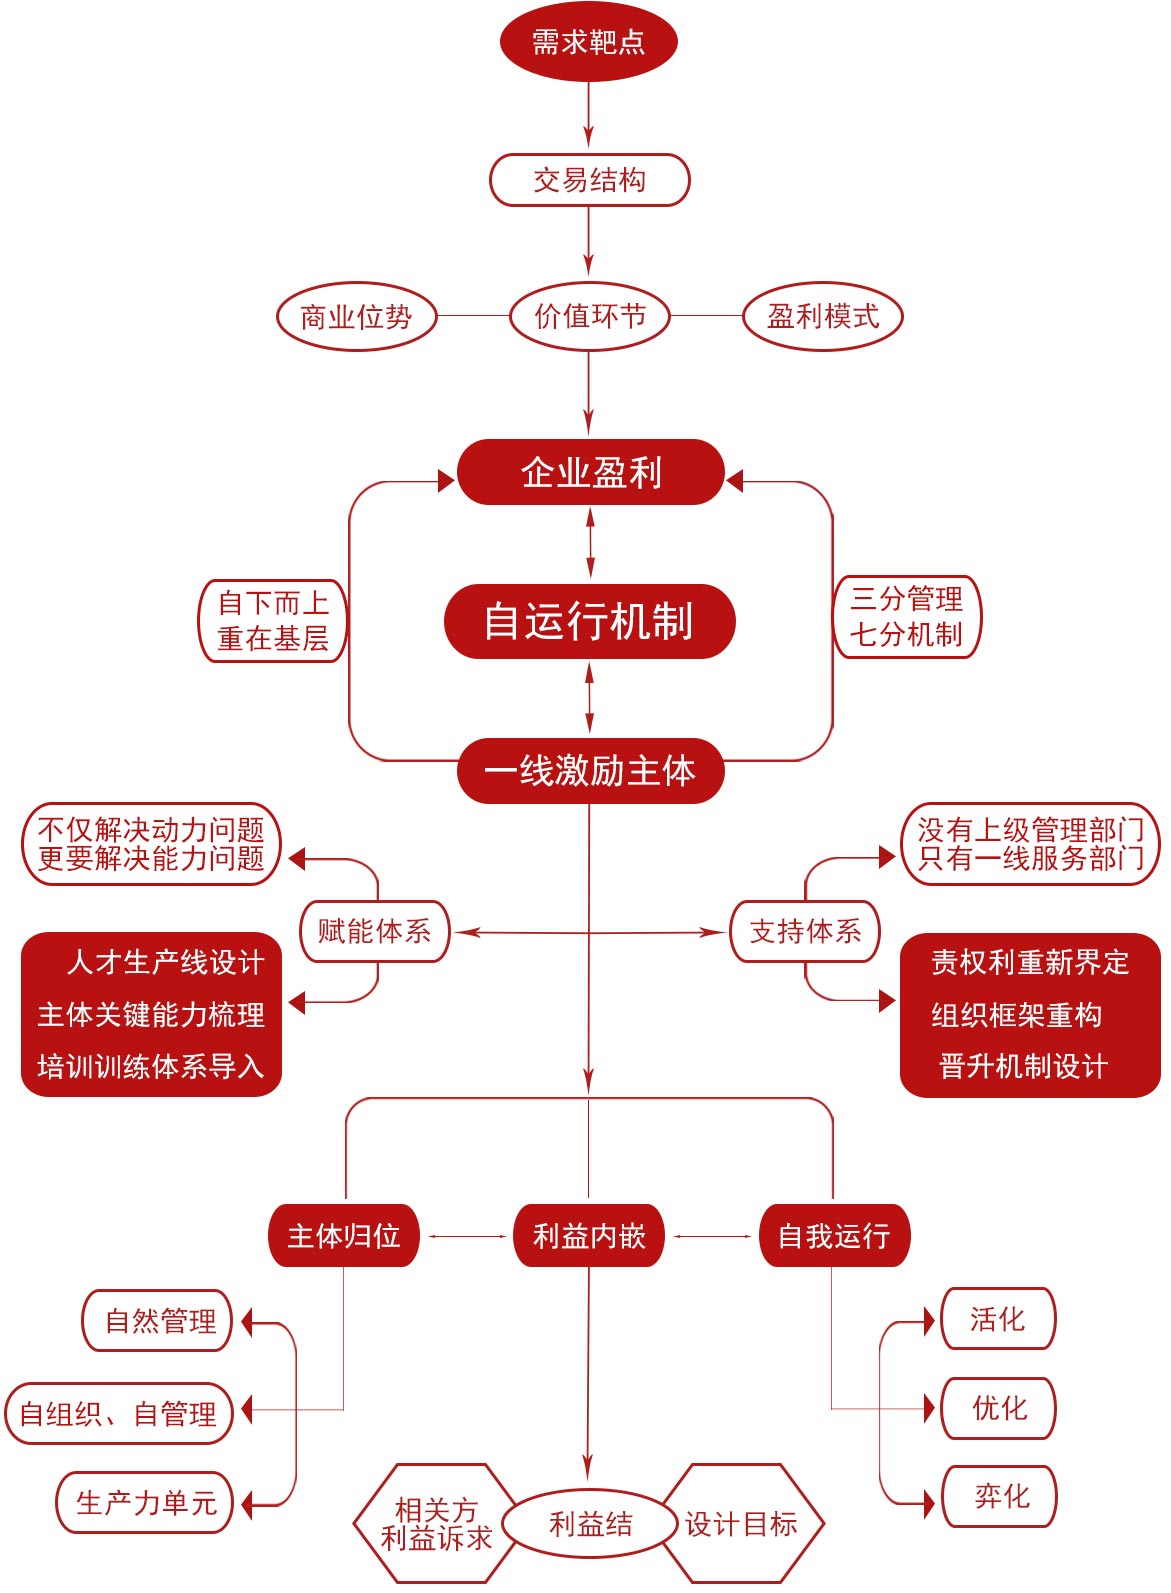 需求靶点
交易结构
商业位势
价值环节
盈利模式
企业盈利
自下而上
重在基层
自运行机制
三分管理
七分机制
一线激励主体
不仅解决动力问题
更要解决能力问题
没有上级管理部门
只有一线服务部门
赋能体系
支持体系
人才生产线设计
主体关键能力梳理
培训训练体系导入
责权利重新界定
组织框架重构
晋升机制设计
主体归位
利益内嵌
自我运行
自然管理
自组织、自管理
生产力单元
活化
优化
弈化
相关方
利益诉求
利益结
设计目标